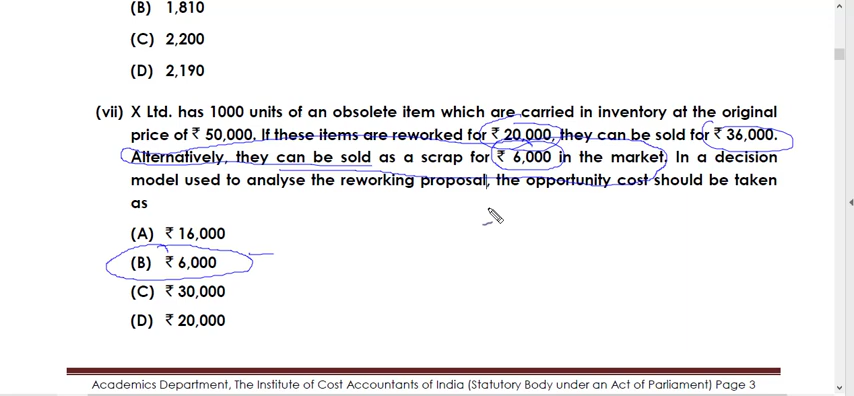 (B) 1,810
(C) 2,200
(D) 2,190
(vii) X Ltd. has 1000 units of an obsolete item which are carried in inventory at the original
price of ₹ 50,000. If these items are reworked for ₹ 20,000, they can be sold for ₹ 36,000.
Alternatively, they can be sold as a scrap for ₹ 6,000 in the market. In a decision
model used to analyse the reworking proposal, the opportunity cost should be taken
as
(A) ₹ 16,000
(B) ₹ 6,000
(C) ₹ 30,000
(D) ₹ 20,000
Academics Department, The Institute of Cost Accountants of India (Statutory Body under an Act of Parliament) Page 3